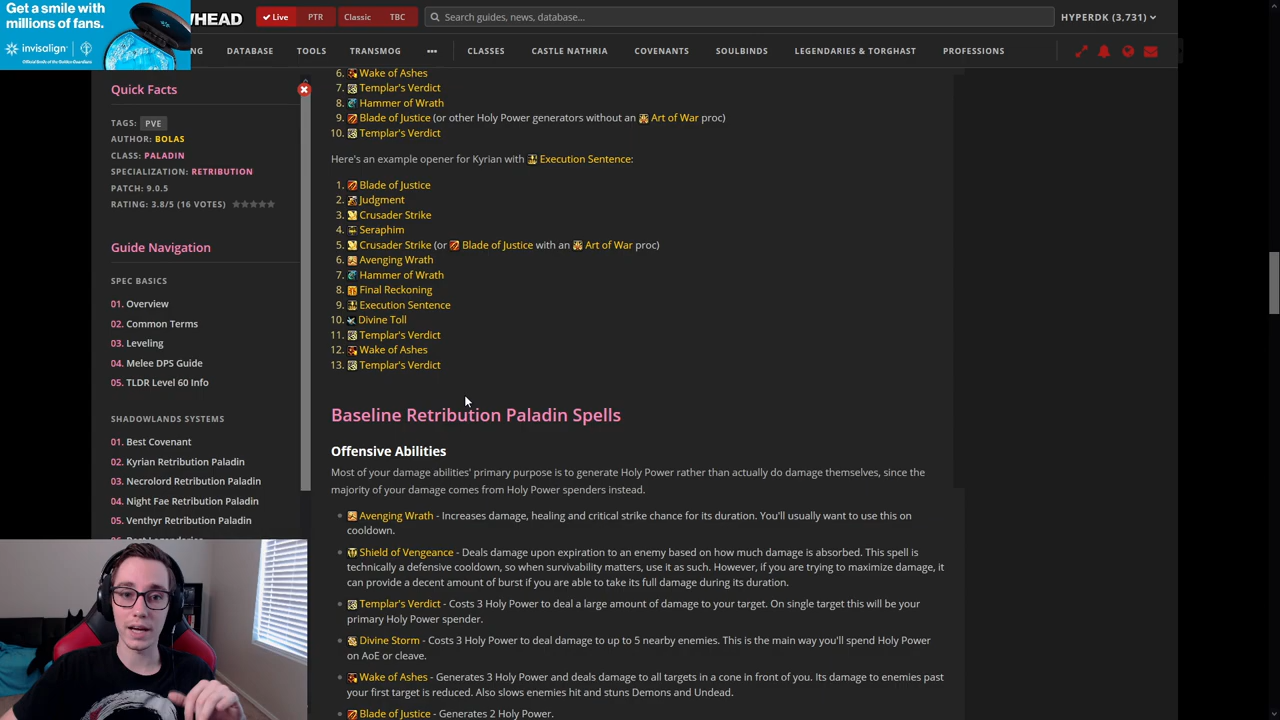 Get a smile with
millions of fans.
invisalign
Official Smile of the Golden Guardians
WHEAD
Live
PTR
Classic
TBC
Search guides, news, database...
HYPERDK (3,731)
NG
DATABASE
TOOLS
TRANSMOG
•••
CLASSES
CASTLE NATHRIA
COVENANTS
SOULBINDS
LEGENDARIES & TORGHAST
PROFESSIONS
Quick Facts
TAGS: PVE
AUTHOR: BOLAS
CLASS: PALADIN
SPECIALIZATION: RETRIBUTION
PATCH: 9.0.5
RATING: 3.8/5 (16 VOTES)
Guide Navigation
SPEC BASICS
01. Overview
02. Common Terms
03. Leveling
04. Melee DPS Guide
05. TLDR Level 60 Info
SHADOWLANDS SYSTEMS
01. Best Covenant
02. Kyrian Retribution Paladin
03. Necrolord Retribution Paladin
04. Night Fae Retribution Paladin
05. Venthyr Retribution Paladin
6. Wake of Ashes
7. Templar's Verdict
8. Hammer of Wrath
9. Blade of Justice (or other Holy Power generators without an Art of War proc)
10. Templar's Verdict
Here's an example opener for Kyrian with Execution Sentence:
1. Blade of Justice
2. Judgment
3. Crusader Strike
4. Seraphim
5. Crusader Strike (or Blade of Justice with an Art of War proc)
6. Avenging Wrath
7. Hammer of Wrath
8. Final Reckoning
9. Execution Sentence
10. Divine Toll
11. Templar's Verdict
12. Wake of Ashes
13. Templar's Verdict
Baseline Retribution Paladin Spells
Offensive Abilities
Most of your damage abilities' primary purpose is to generate Holy Power rather than actually do damage themselves, since the
majority of your damage comes from Holy Power spenders instead.
Avenging Wrath - Increases damage, healing and critical strike chance for its duration. You'll usually want to use this on
cooldown.
Shield of Vengeance - Deals damage upon expiration to an enemy based on how much damage is absorbed. This spell is
technically a defensive cooldown, so when survivability matters, use it as such. However, if you are trying to maximize damage, it
can provide a decent amount of burst if you are able to take its full damage during its duration.
Templar's Verdict - Costs 3 Holy Power to deal a large amount of damage to your target. On single target this will be your
primary Holy Power spender.
Divine Storm - Costs 3 Holy Power to deal damage to up to 5 nearby enemies. This is the main way you'll spend Holy Power
on AoE or cleave.
Wake of Ashes - Generates 3 Holy Power and deals damage to all targets in a cone in front of you. Its damage to enemies past
your first target is reduced. Also slows enemies hit and stuns Demons and Undead.
Blade of Justice - Generates 2 Holy Power.